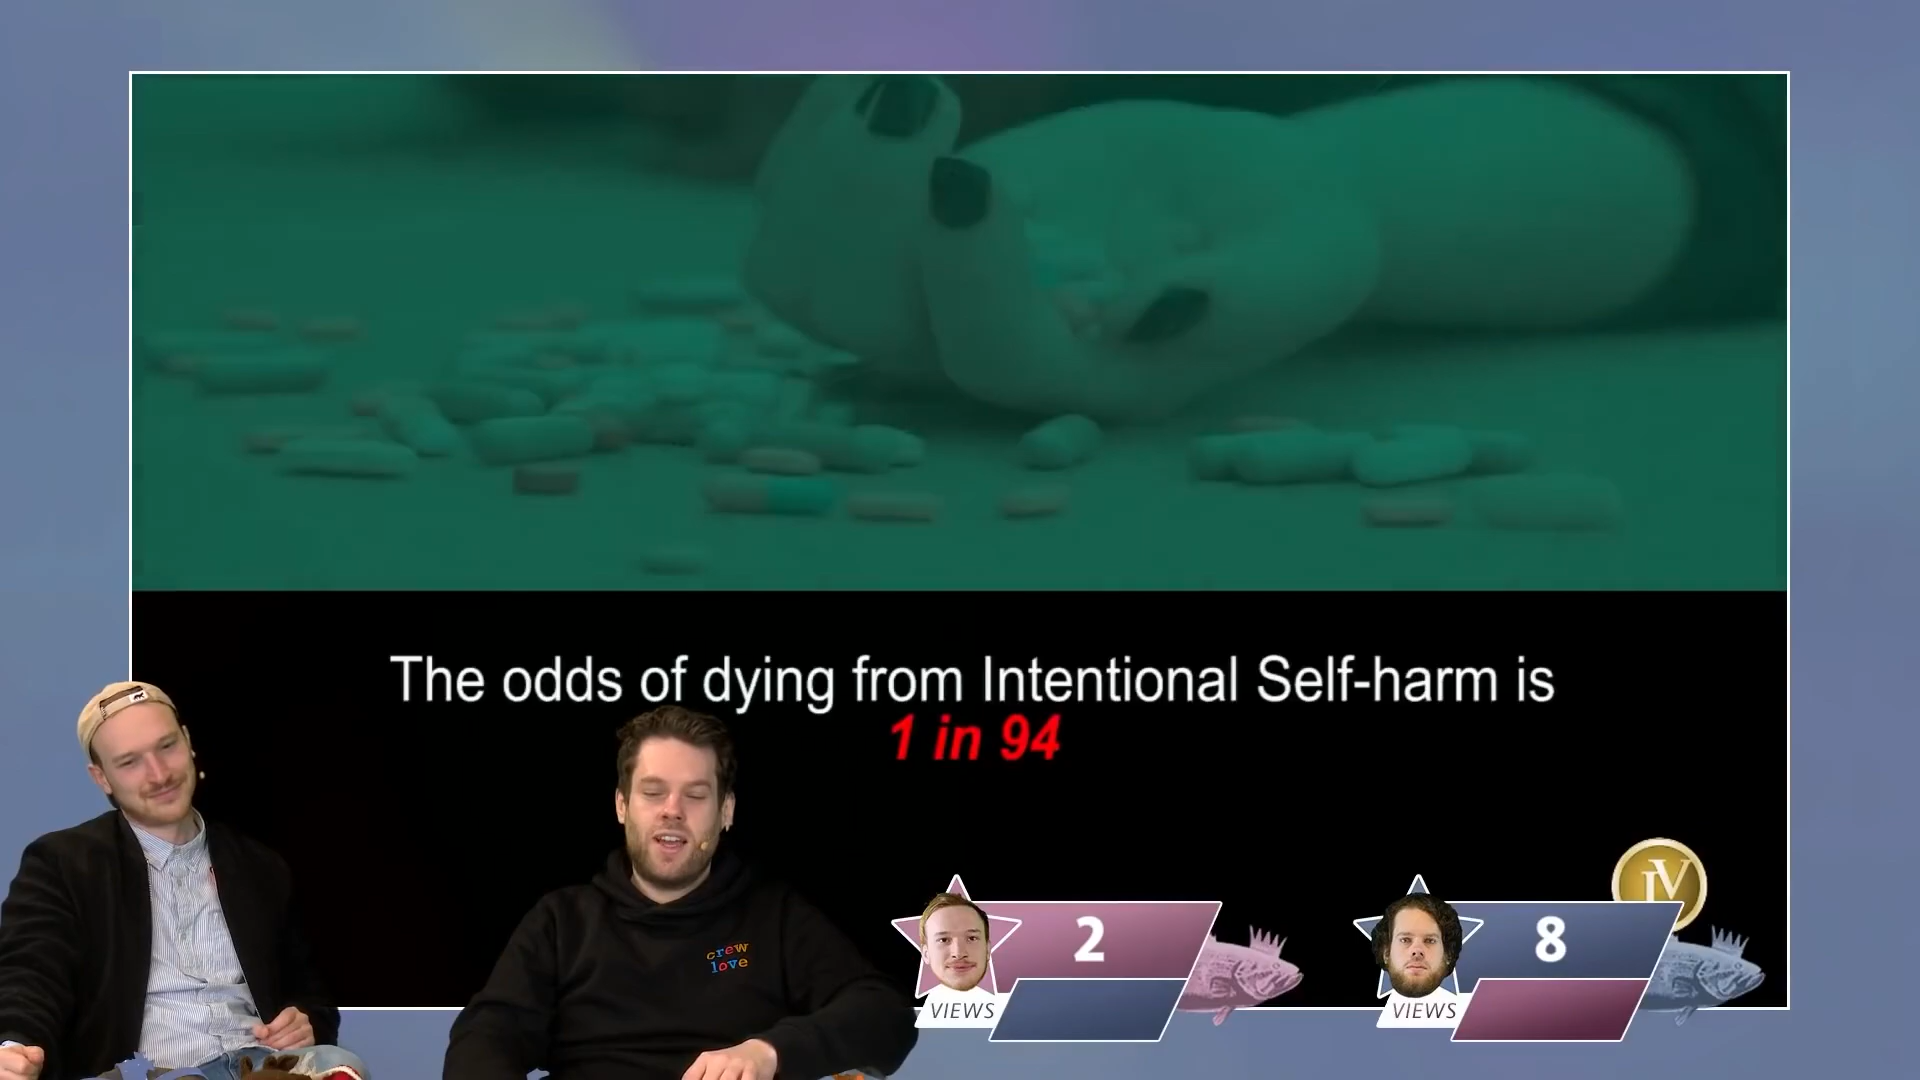 The odds of dying from Intentional Self-harm is
1 in 94
crew
love
IV
2
8
VIEWS
VIEWS